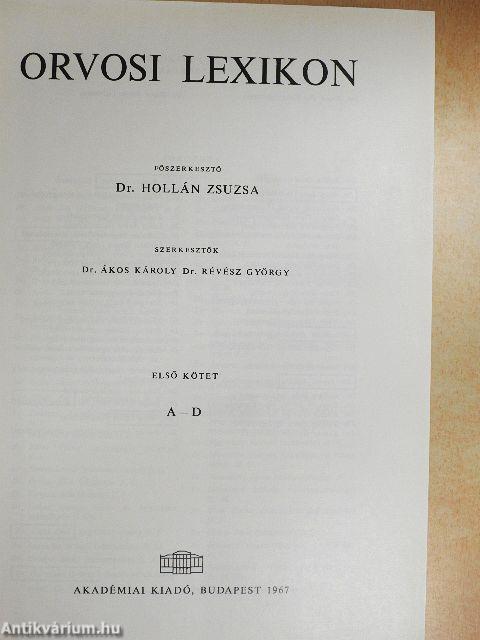 ORVOSI LEXIKON
FŐSZERKESZTŐ
Dr. HOLLÁN ZSUZSA
SZERKESZTŐK
Dr. ÁKOS KÁROLY Dr. RÉVÉSZ GYÖRGY
ELSŐ KÖTET
A – D
AKADÉMIAI KIADÓ, BUDAPEST 1967
Antikvárium.hu